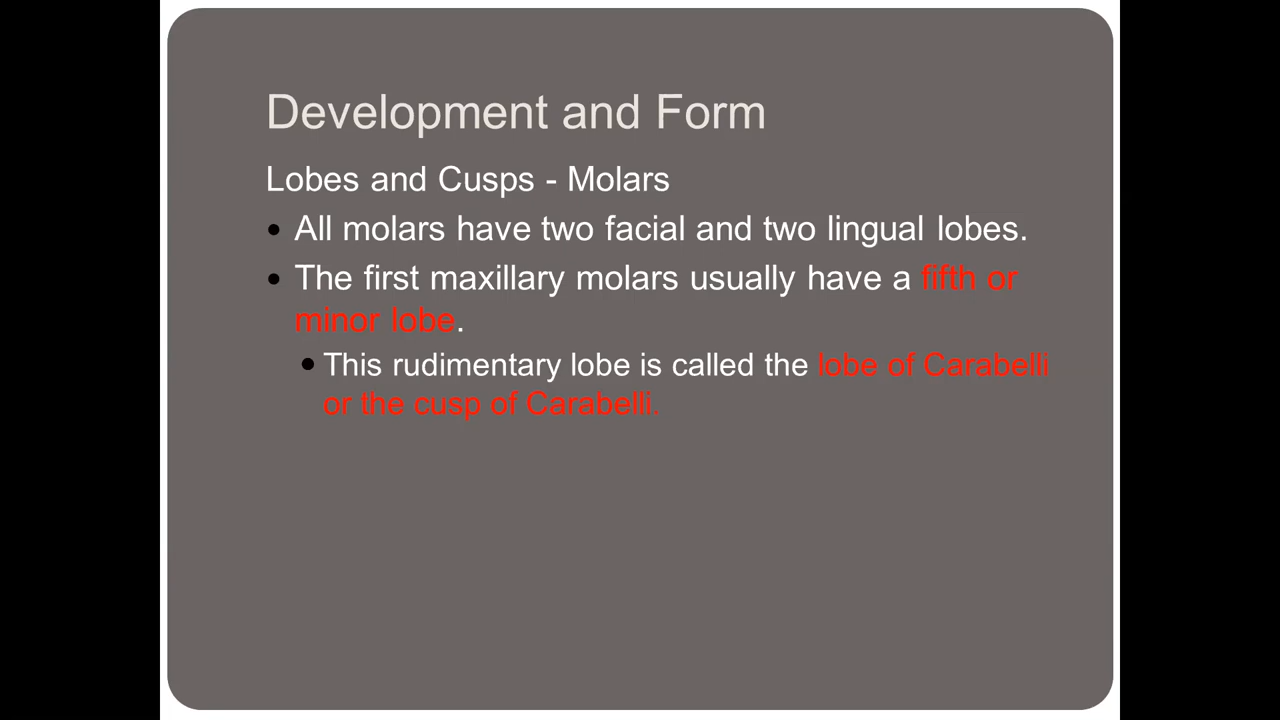 Development and Form
Lobes and Cusps - Molars
• All molars have two facial and two lingual lobes.
• The first maxillary molars usually have a fifth or
minor lobe.
• This rudimentary lobe is called the lobe of Carabelli
or the cusp of Carabelli.